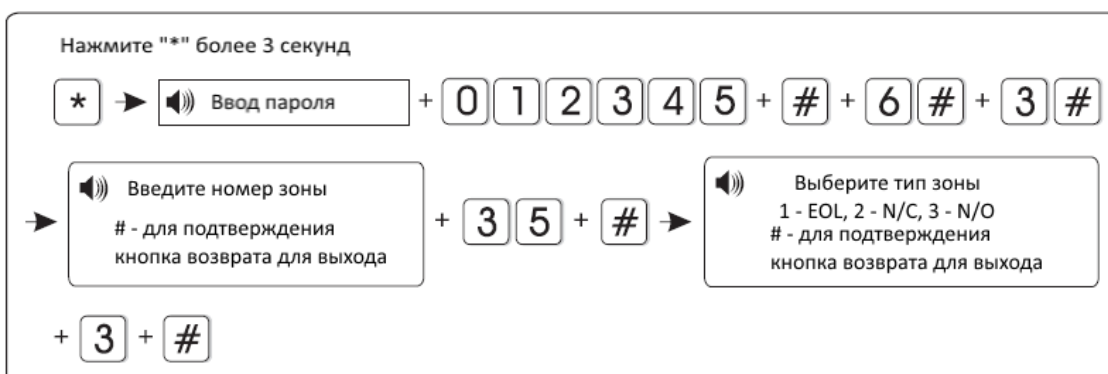 Нажмите "*" более 3 секунд
* Ввод пароля + 0 1 2 3 4 5 + # + 6 # + 3 #
Введите номер зоны
# - для подтверждения
кнопка возврата для выхода
+ 3 5 + #
Выберите тип зоны
1 - EOL, 2 - N/C, 3 - N/O
# - для подтверждения
кнопка возврата для выхода
+ 3 + #